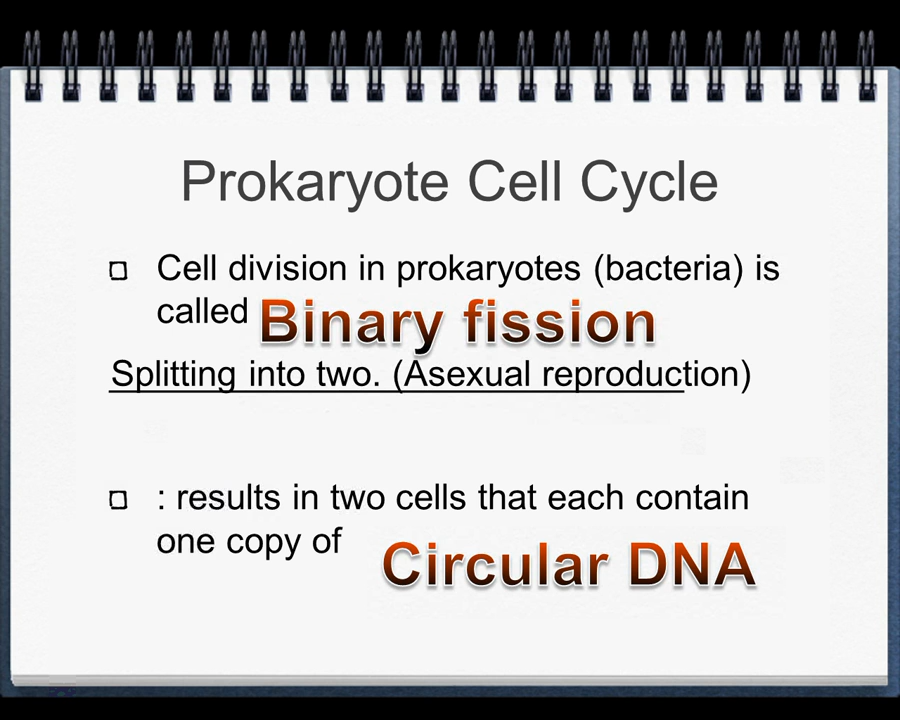 Prokaryote Cell Cycle
Cell division in prokaryotes (bacteria) is
called Binary fission
Splitting into two. (Asexual reproduction)
: results in two cells that each contain
one copy of Circular DNA